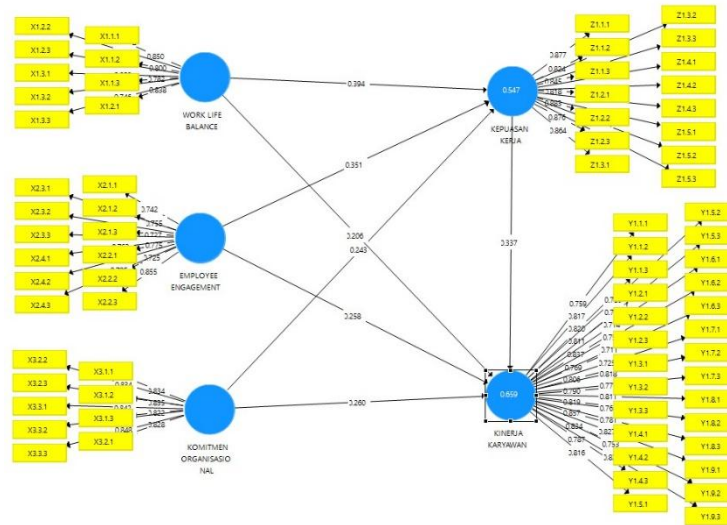 X1.2.2
X1.2.3
X1.3.1
X1.3.2
X1.3.3
X1.1.1
X1.1.2
X1.1.3
X1.2.1
0.850
0.800
0.838
WORK LIFE
BALANCE
0.394
0.351
0.206
0.243
0.258
0.260
0.337
X2.3.1
X2.3.2
X2.3.3
X2.4.1
X2.4.2
X2.4.3
X2.1.1
X2.1.2
X2.1.3
X2.2.1
X2.2.2
X2.2.3
0.742
0.755
0.775
0.725
0.855
EMPLOYEE
ENGAGEMENT
X3.2.2
X3.2.3
X3.3.1
X3.3.2
X3.3.3
X3.1.1
X3.1.2
X3.1.3
X3.2.1
0.834
0.835
0.828
KOMITMEN
ORGANISASIO
NAL
0.547
KEPUASAN
KERJA
0.877
0.824
0.876
0.864
Z1.1.1
Z1.1.2
Z1.1.3
Z1.2.1
Z1.2.2
Z1.2.3
Z1.3.1
Z1.3.2
Z1.3.3
Z1.4.1
Z1.4.2
Z1.4.3
Z1.5.1
Z1.5.2
Z1.5.3
0.659
KINERJA
KARYAWAN
0.759
0.817
0.820
0.811
0.837
0.769
0.806
0.790
0.819
0.837
0.834
0.787
0.816
Y1.1.1
Y1.1.2
Y1.1.3
Y1.2.1
Y1.2.2
Y1.2.3
Y1.3.1
Y1.3.2
Y1.3.3
Y1.4.1
Y1.4.2
Y1.4.3
Y1.5.1
Y1.5.2
Y1.5.3
Y1.6.1
Y1.6.2
Y1.6.3
Y1.7.1
Y1.7.2
Y1.7.3
Y1.8.1
Y1.8.2
Y1.8.3
Y1.9.1
Y1.9.2
Y1.9.3